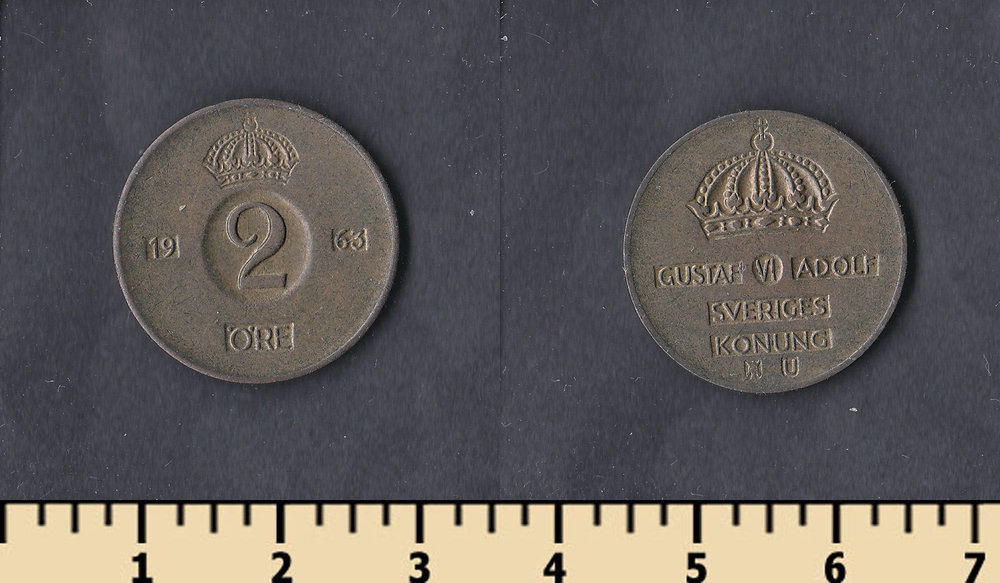 19 2 63
ÖRE
GUSTAF VI ADOLF
SVERIGES
KONUNG
U
1 2 3 4 5 6 7